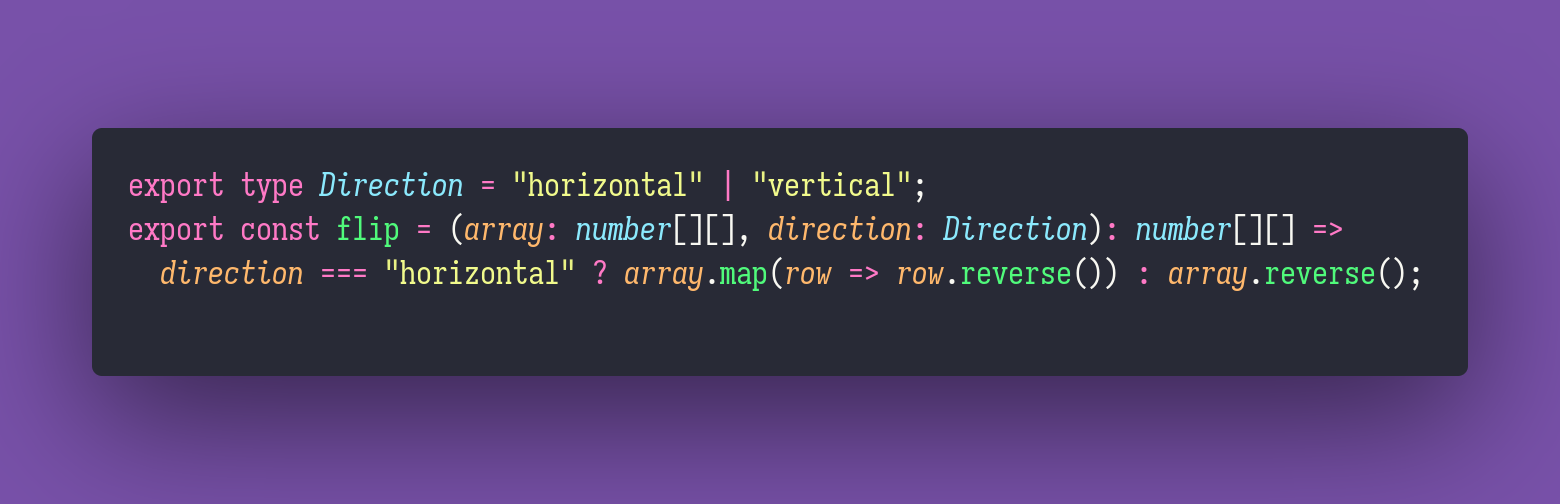 export type Direction = "horizontal" | "vertical";
export const flip = (array: number[][], direction: Direction): number[][] =>
  direction === "horizontal" ? array.map(row => row.reverse()) : array.reverse();